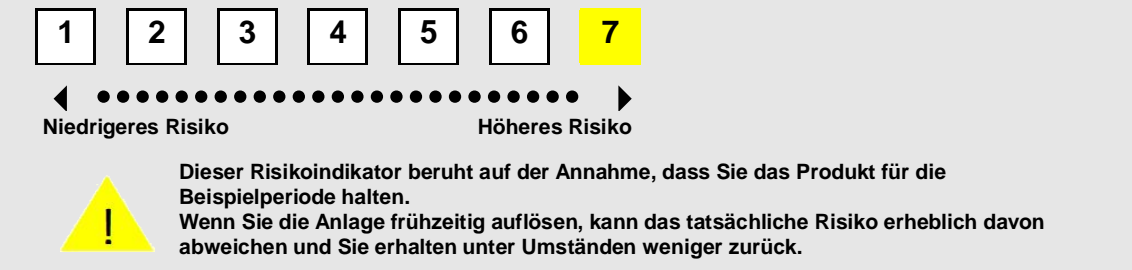 1 2 3 4 5 6 7
Niedrigeres Risiko Höheres Risiko
Dieser Risikoindikator beruht auf der Annahme, dass Sie das Produkt für die
Beispielperiode halten.
Wenn Sie die Anlage frühzeitig auflösen, kann das tatsächliche Risiko erheblich davon
abweichen und Sie erhalten unter Umständen weniger zurück.
!